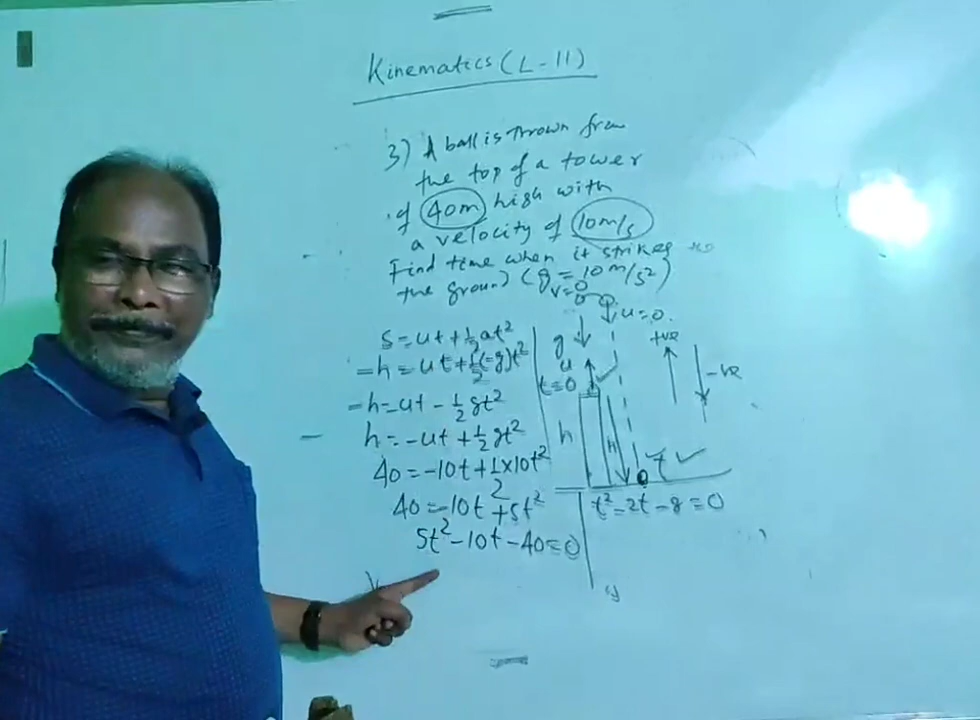 Kinematics (L-11)
3) A ball is thrown from
the top of a tower
of 40m high with
a velocity of 10m/s
Find time when it strikes
the ground (g = 10 m/s²)
v=0
u=0.
s = ut + ½at²
-h = ut + ½(-g)t²
-h = ut - ½gt²
h = -ut + ½gt²
40 = -10t + ½×10t²
40 = -10t + 5t²
5t² - 10t - 40 = 0
g
u
t=0
h
h
t ✓
+ve
-ve
t² - 2t - 8 = 0